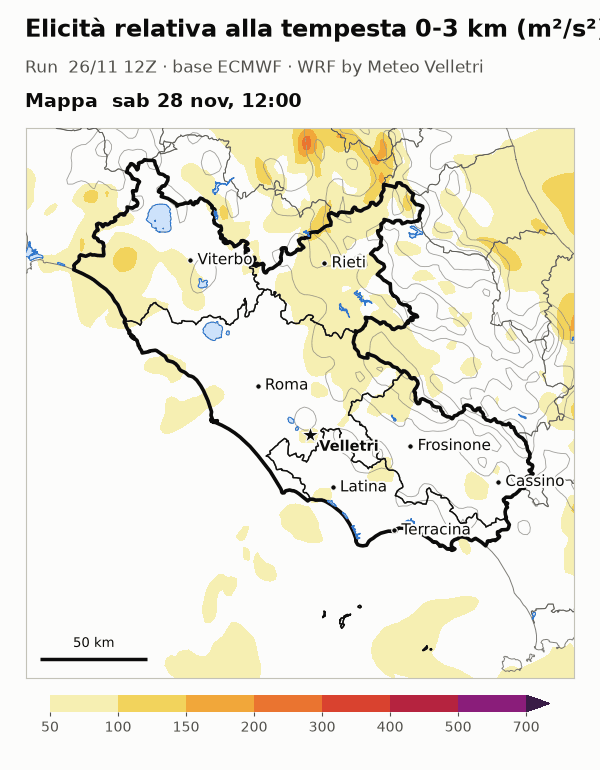 Elicità relativa alla tempesta 0-3 km (m²/s²)
Run  26/11 12Z · base ECMWF · WRF by Meteo Velletri
Mappa  sab 28 nov, 12:00
Viterbo
Rieti
Roma
Velletri
Frosinone
Latina
Cassino
Terracina
50 km
50 100 150 200 300 400 500 700